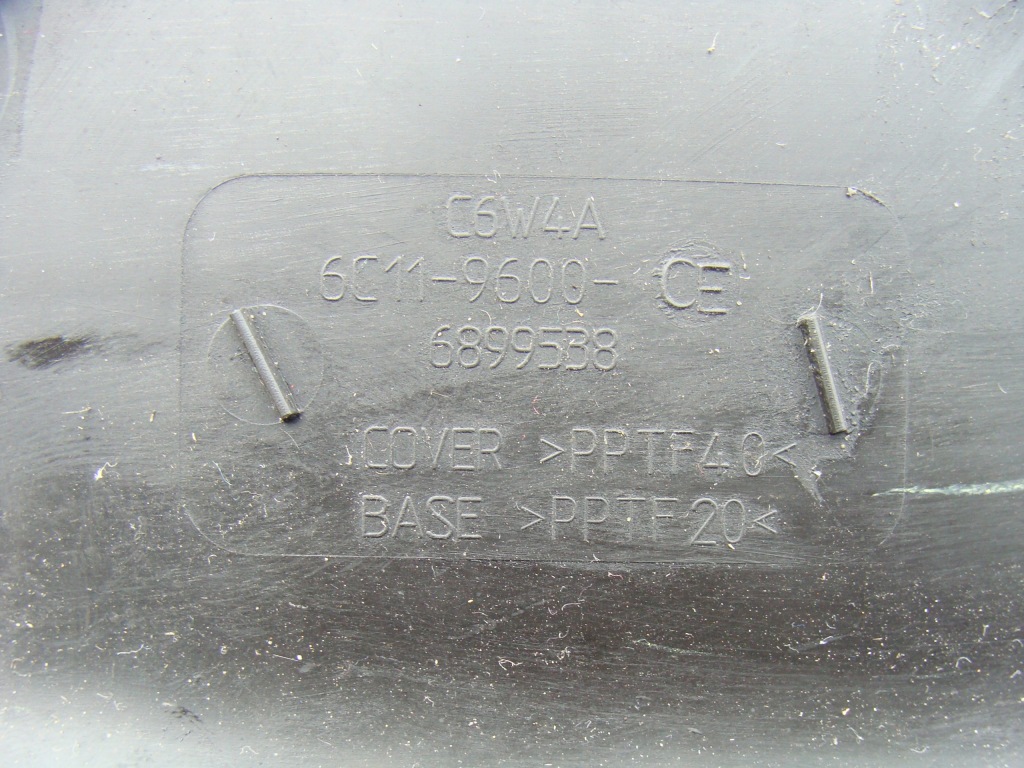 C6W4A
6C11-9600- CE
6899538
COVER >PPTF40<
BASE >PPTF20<